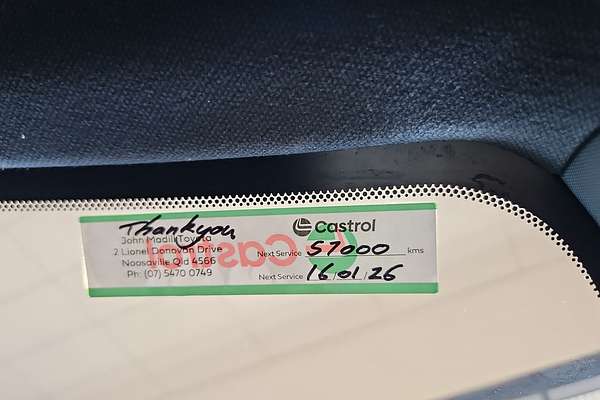 Thankyou
John Madill Toyota
2 Lionel Donovan Drive
Noosaville Qld 4566
Ph: (07) 5470 0749
Castrol
Next Service 57000 kms
Next Service 16/01/26
Castrol